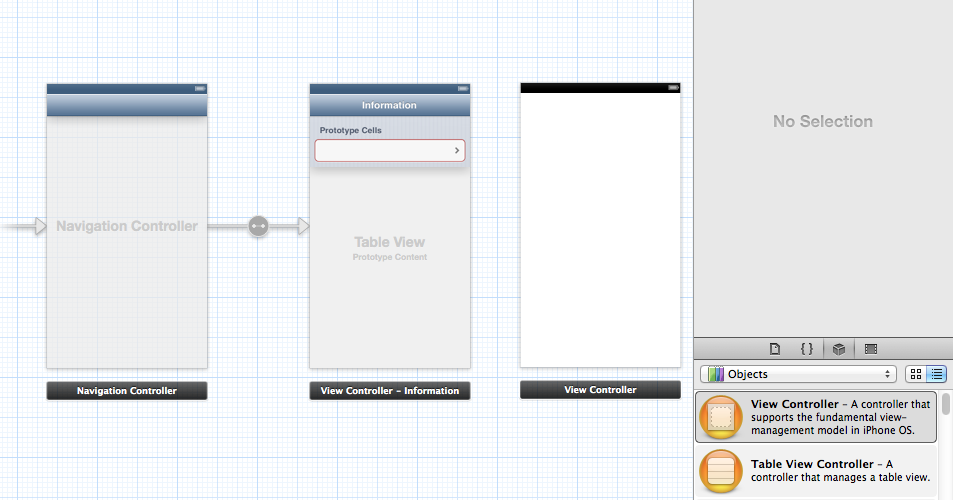 Information
Prototype Cells
Navigation Controller
Table View
Prototype Content
Navigation Controller
View Controller – Information
View Controller
No Selection
{ }
Objects
View Controller – A controller that
supports the fundamental view-
management model in iPhone OS.
Table View Controller – A
controller that manages a table view.